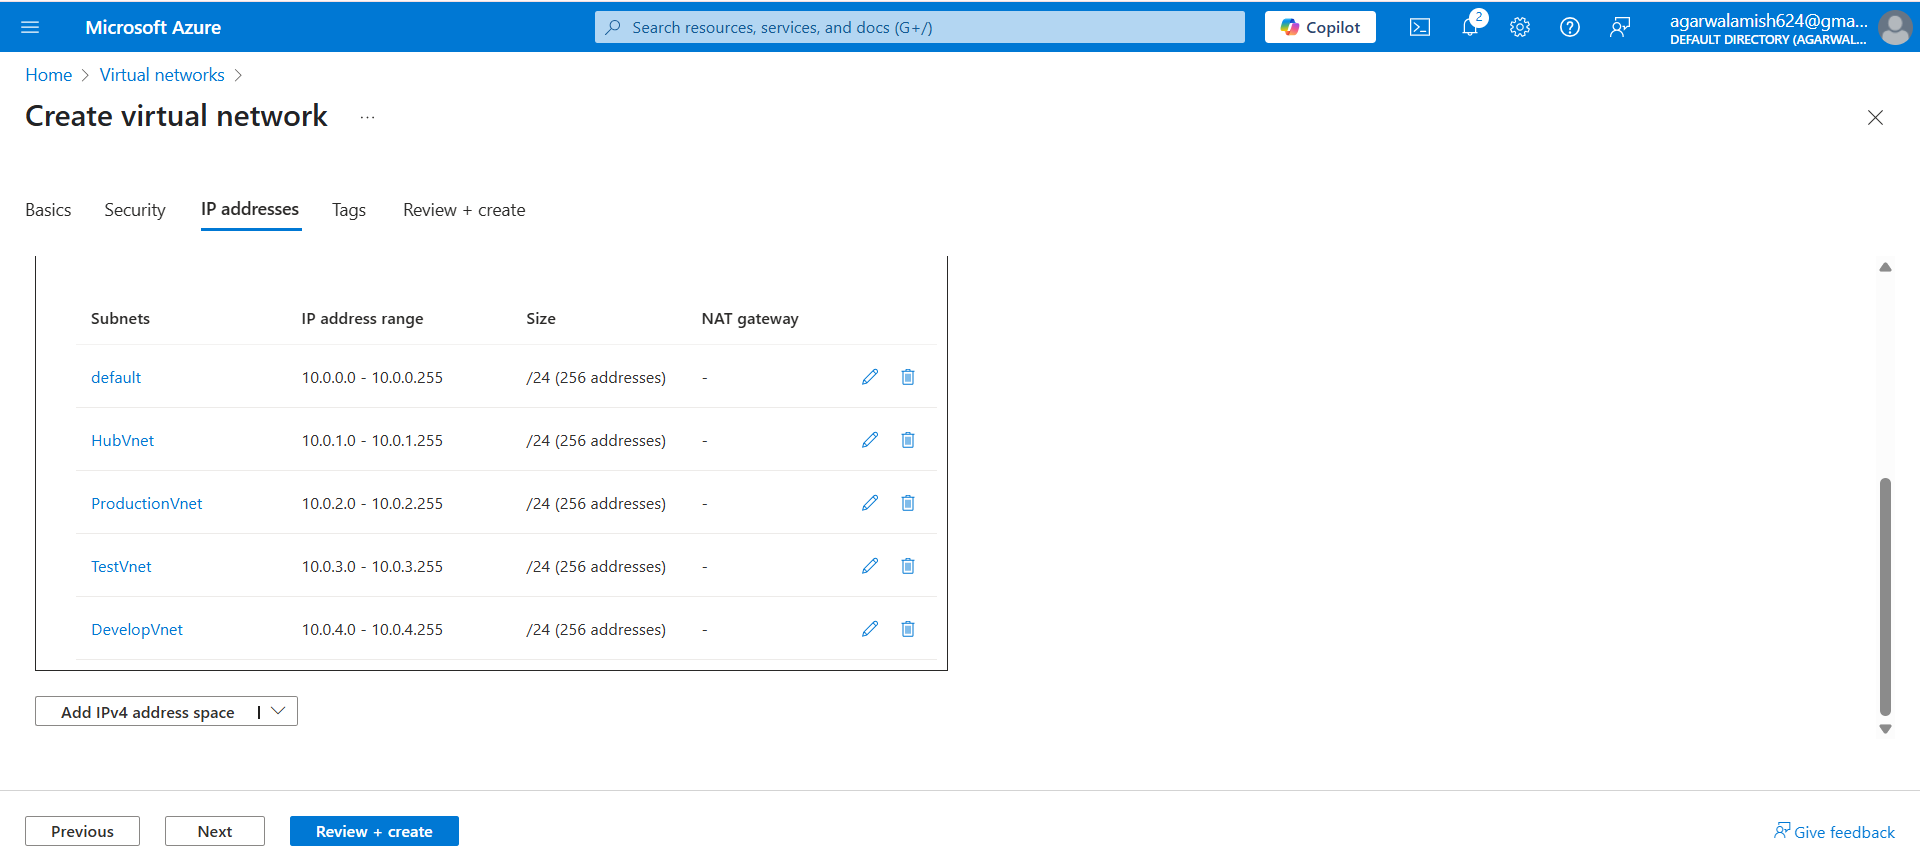 Microsoft Azure
Search resources, services, and docs (G+/)
Copilot
2
agarwalamish624@gma...
DEFAULT DIRECTORY (AGARWAL...
Home > Virtual networks >
Create virtual network ...
Basics Security IP addresses Tags Review + create
Subnets IP address range Size NAT gateway
default 10.0.0.0 - 10.0.0.255 /24 (256 addresses) -
HubVnet 10.0.1.0 - 10.0.1.255 /24 (256 addresses) -
ProductionVnet 10.0.2.0 - 10.0.2.255 /24 (256 addresses) -
TestVnet 10.0.3.0 - 10.0.3.255 /24 (256 addresses) -
DevelopVnet 10.0.4.0 - 10.0.4.255 /24 (256 addresses) -
Add IPv4 address space |
Previous Next Review + create Give feedback